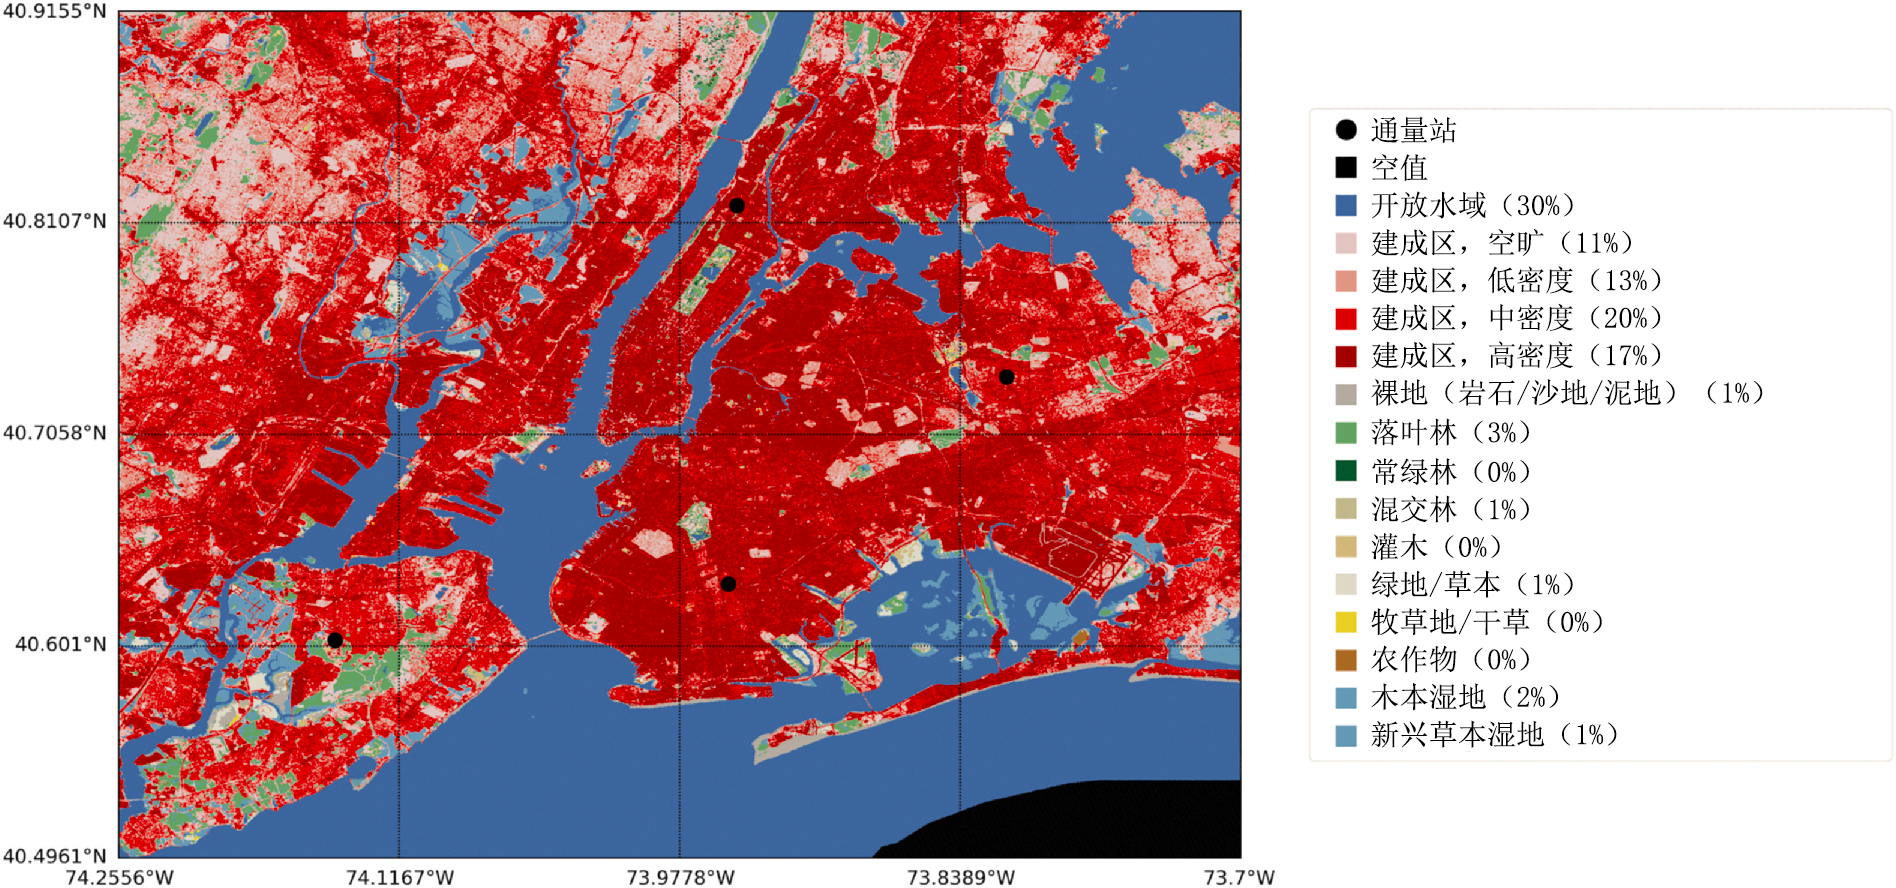 40.9155°N
40.8107°N
40.7058°N
40.601°N
40.4961°N
74.2556°W
74.1167°W
73.9778°W
73.8389°W
73.7°W
通量站
空值
开放水域（30%）
建成区，空旷（11%）
建成区，低密度（13%）
建成区，中密度（20%）
建成区，高密度（17%）
裸地（岩石/沙地/泥地）（1%）
落叶林（3%）
常绿林（0%）
混交林（1%）
灌木（0%）
绿地/草本（1%）
牧草地/干草（0%）
农作物（0%）
木本湿地（2%）
新兴草本湿地（1%）